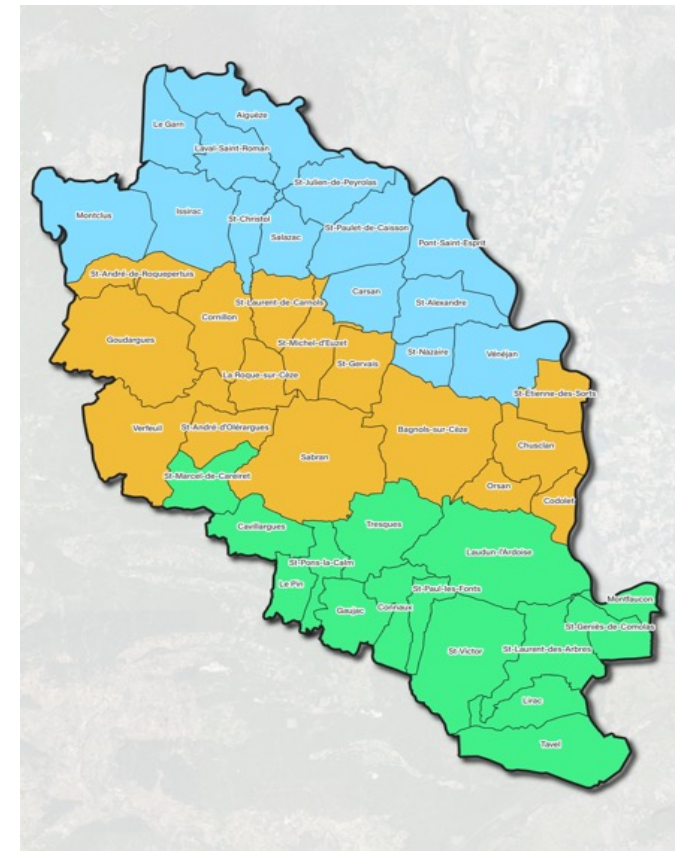 Aiguèze
Le Garn
Laval-Saint-Roman
St-Julien-de-Peyrolas
Montclus
Issirac
St-Christol
Salazac
St-Paulet-de-Caisson
Pont-Saint-Esprit
St-André-de-Roquepertuis
Carsan
St-Alexandre
St-Laurent-de-Carnols
Cornillon
Goudargues
St-Michel-d'Euzet
St-Gervais
St-Nazaire
Vénéjan
La Roque-sur-Cèze
St-Etienne-des-Sorts
Verfeuil
St-André-d'Olérargues
Bagnols-sur-Cèze
Chusclan
Sabran
St-Marcel-de-Careiret
Orsan
Codolet
Cavillargues
Tresques
Laudun-l'Ardoise
St-Pons-la-Calm
Le Pin
St-Paul-les-Fonts
Gaujac
Connaux
Montfaucon
St-Geniès-de-Comolas
St-Victor
St-Laurent-des-Arbres
Lirac
Tavel